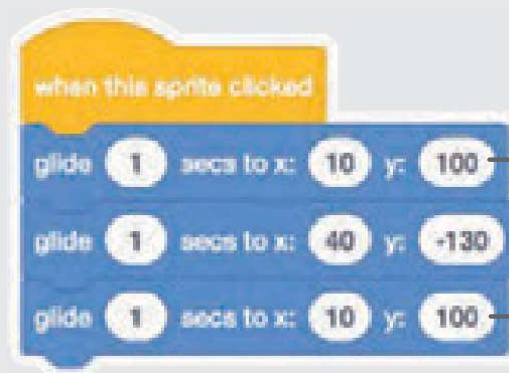 when this sprite clicked
glide 1 secs to x: 10 y: 100
glide 1 secs to x: 40 y: -130
glide 1 secs to x: 10 y: 100